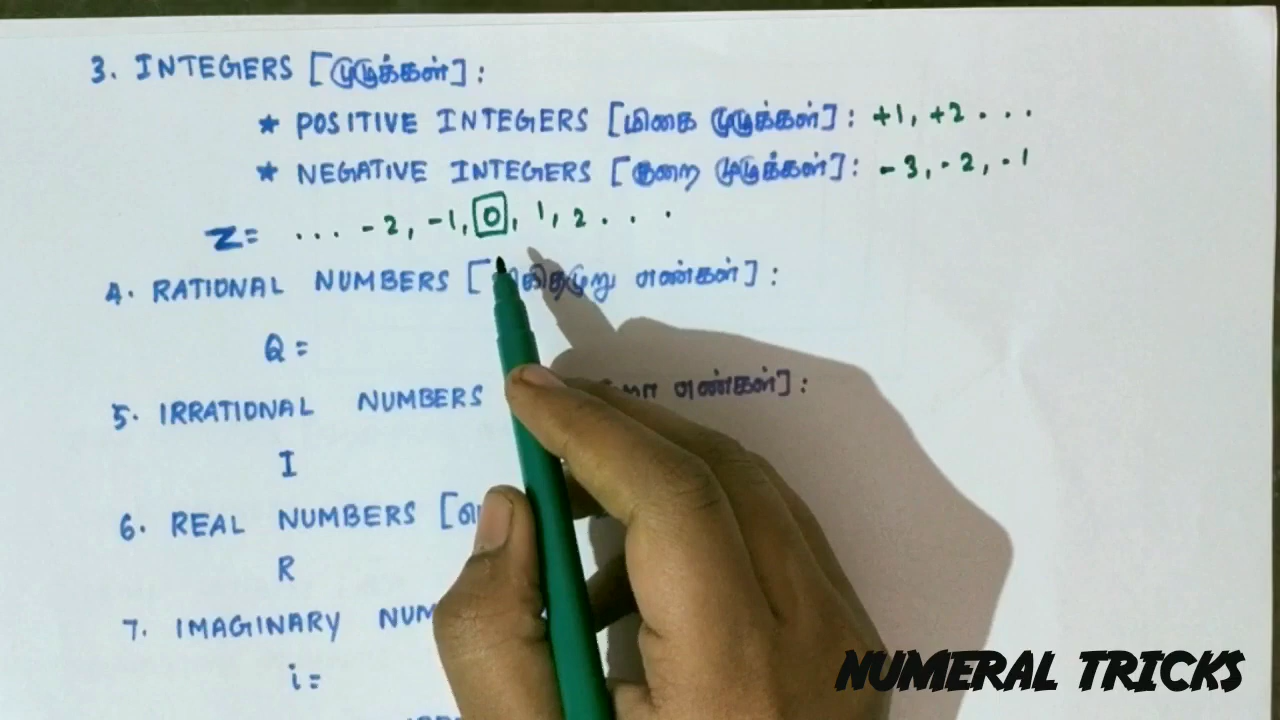 3. INTEGERS [முழுக்கள்] :
* POSITIVE INTEGERS [மிகை முழுக்கள்] : +1, +2 . . .
* NEGATIVE INTEGERS [குறை முழுக்கள்] : -3, -2, -1
Z = ... -2, -1, 0, 1, 2 . . .
4. RATIONAL NUMBERS [ எண்கள்] :
Q =
5. IRRATIONAL NUMBERS எண்கள்] :
I
6. REAL NUMBERS [
R
7. IMAGINARY
i =
NUMERAL TRICKS